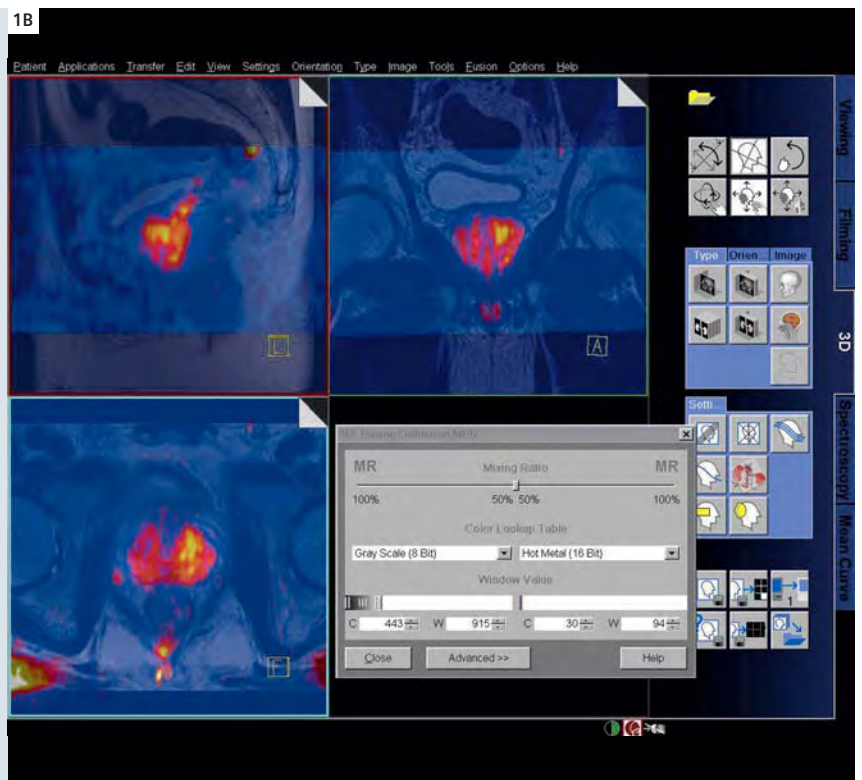 1B
Patient Applications Transfer Edit View Settings Orientation Type Image Tools Fusion Options Help
L
A
F
Viewing
Filming
3D
Spectroscopy
Mean Curve
Type Orien... Image
Setti...
MR Mixing Ratio MR
100% 50% 50% 100%
Color Lookup Table
Gray Scale (8 Bit) Hot Metal (16 Bit)
Window Value
C 443 W 915 C 30 W 94
Close Advanced >> Help
1